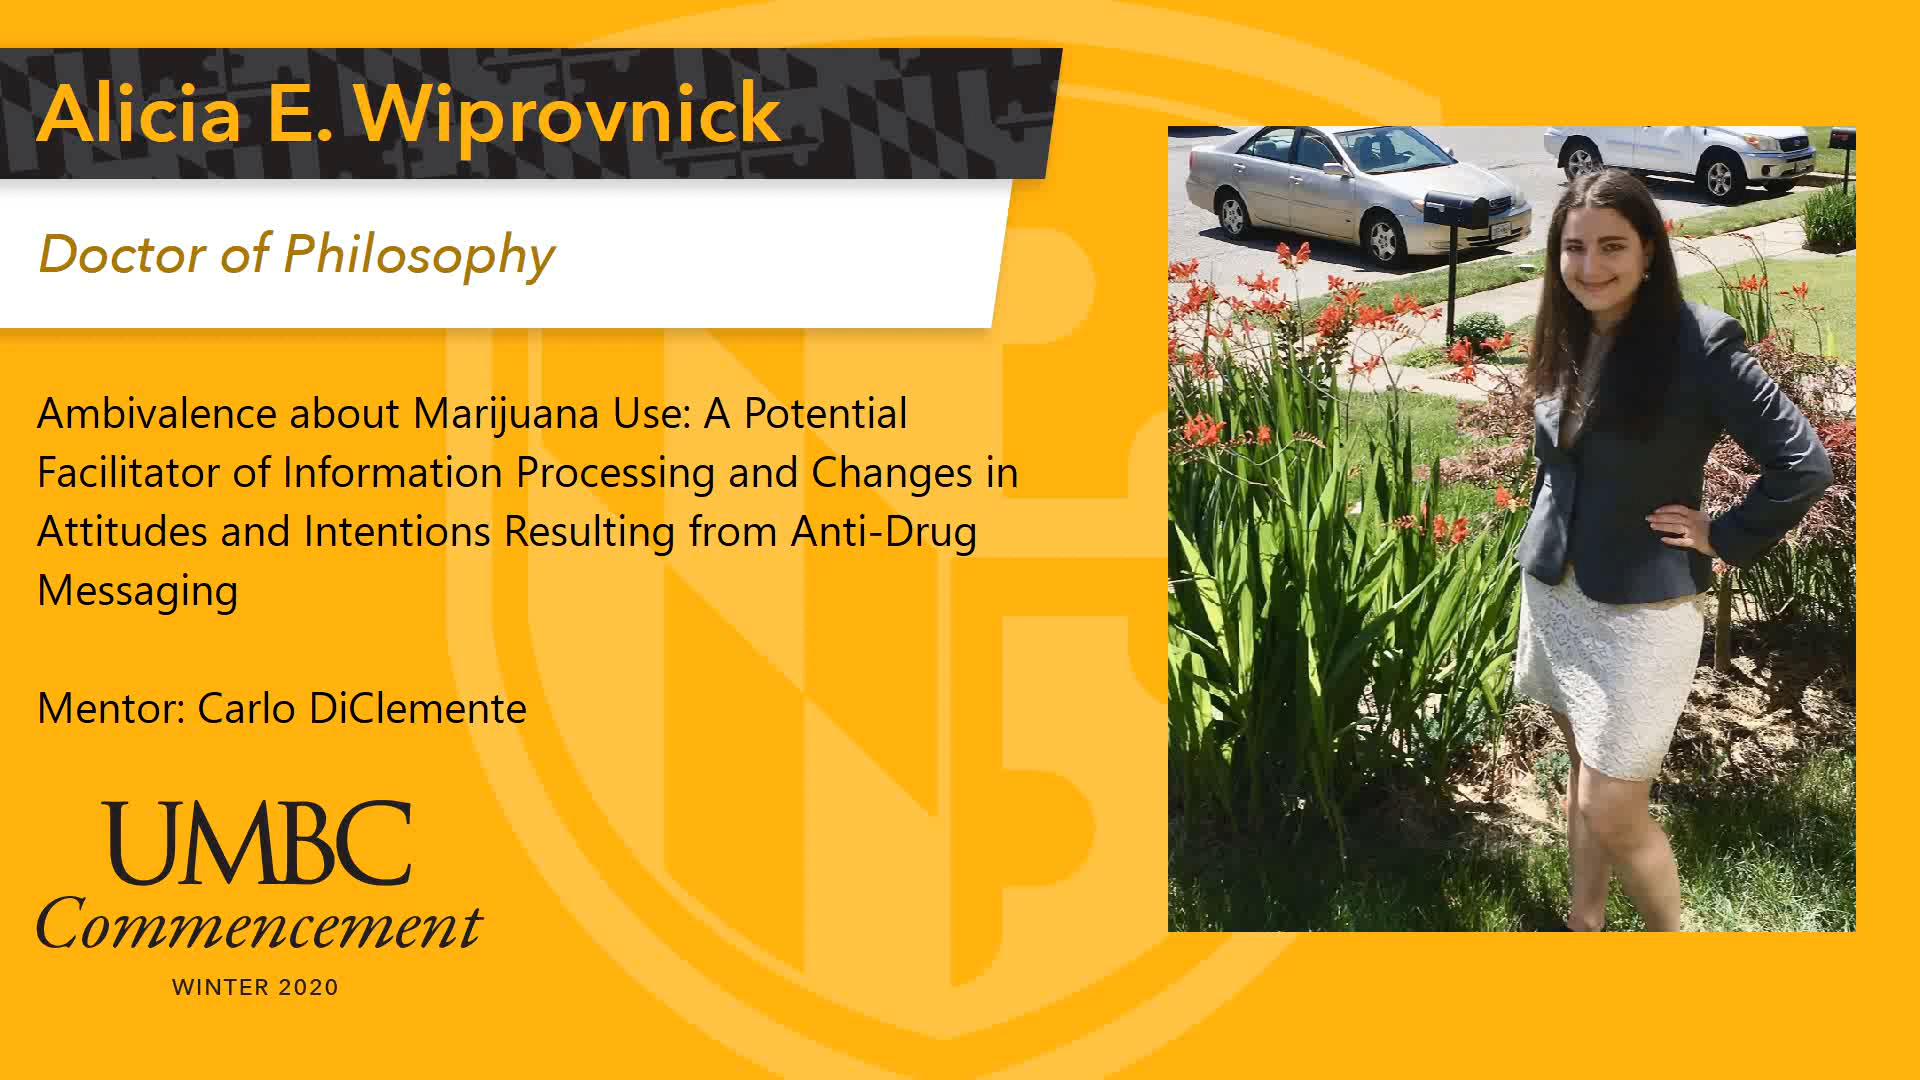 Alicia E. Wiprovnick
Doctor of Philosophy
Ambivalence about Marijuana Use: A Potential
Facilitator of Information Processing and Changes in
Attitudes and Intentions Resulting from Anti-Drug
Messaging
Mentor: Carlo DiClemente
UMBC
Commencement
WINTER 2020